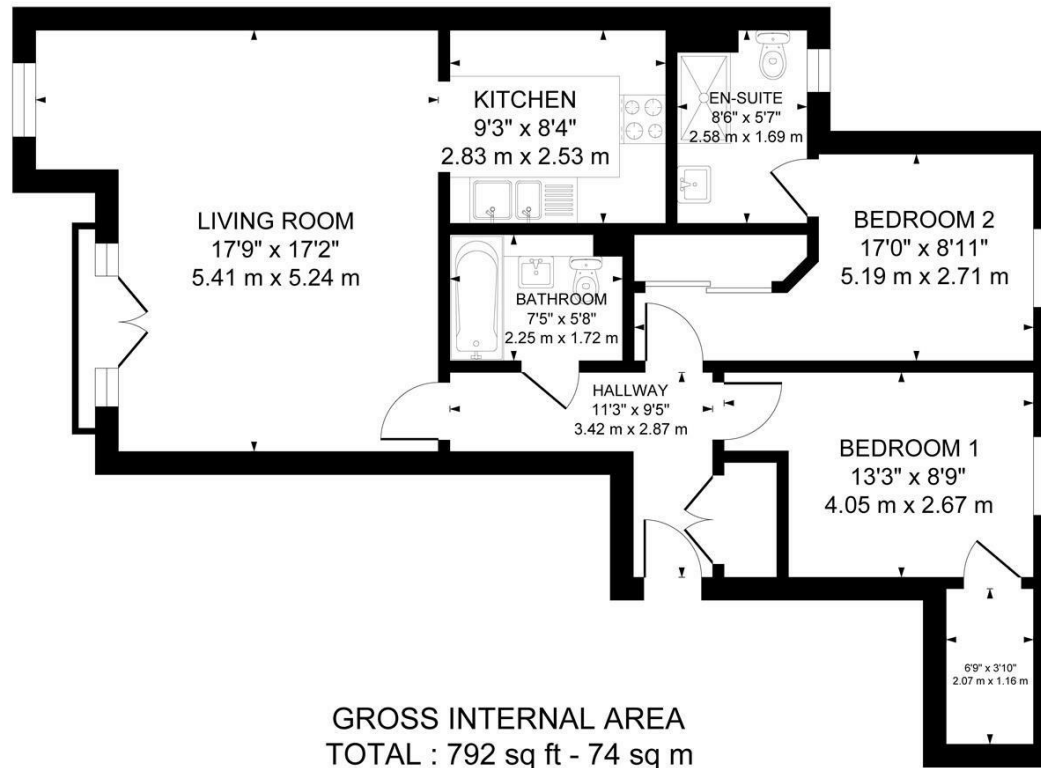 KITCHEN
9'3" x 8'4"
2.83 m x 2.53 m
EN-SUITE
8'6" x 5'7"
2.58 m x 1.69 m
LIVING ROOM
17'9" x 17'2"
5.41 m x 5.24 m
BEDROOM 2
17'0" x 8'11"
5.19 m x 2.71 m
BATHROOM
7'5" x 5'8"
2.25 m x 1.72 m
HALLWAY
11'3" x 9'5"
3.42 m x 2.87 m
BEDROOM 1
13'3" x 8'9"
4.05 m x 2.67 m
6'9" x 3'10"
2.07 m x 1.16 m
GROSS INTERNAL AREA
TOTAL : 792 sq ft - 74 sq m